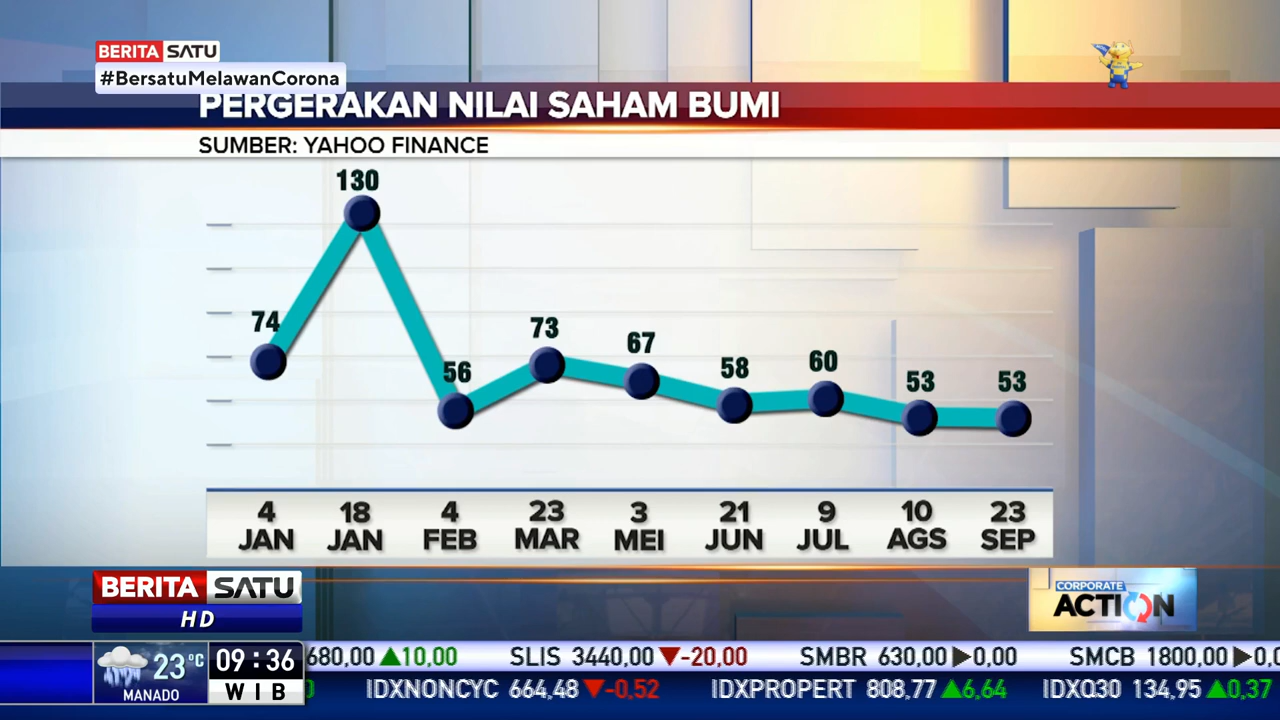 BERITA SATU
#BersatuMelawanCorona
PERGERAKAN NILAI SAHAM BUMI
SUMBER: YAHOO FINANCE
130
74
56
73
67
58
60
53
53
4 JAN
18 JAN
4 FEB
23 MAR
3 MEI
21 JUN
9 JUL
10 AGS
23 SEP
BERITA SATU
HD
CORPORATE
ACTION
23°C
MANADO
09:36
WIB
680,00 ▲10,00 SLIS 3440,00 ▼-20,00 SMBR 630,00 ▶0,00 SMCB 1800,00 ▶0,0
IDXNONCYC 664,48 ▼-0,52 IDXPROPERT 808,77 ▲6,64 IDXQ30 134,95 ▲0,37